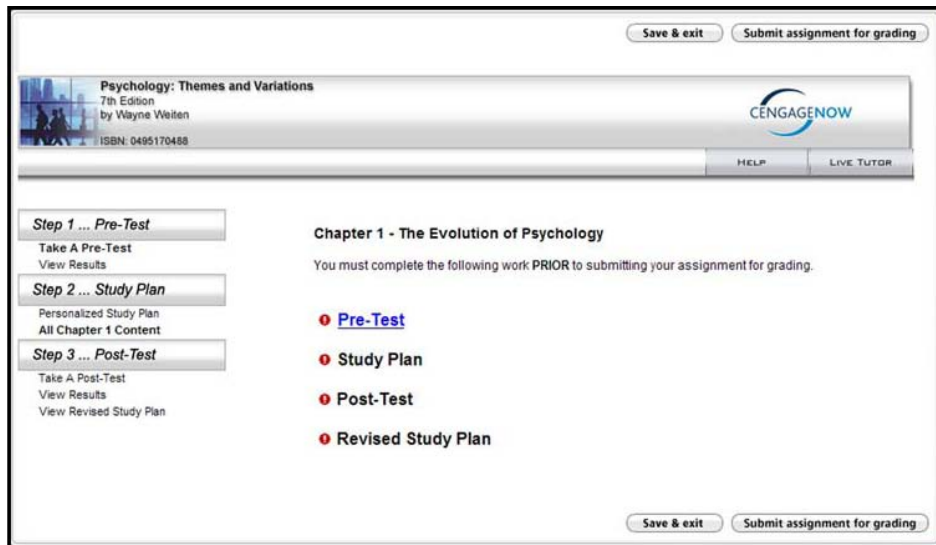 Save & exit
Submit assignment for grading
Psychology: Themes and Variations
7th Edition
by Wayne Weiten
ISBN: 0495170488
CENGAGENOW
HELP
LIVE TUTOR
Step 1 ... Pre-Test
Take A Pre-Test
View Results
Step 2 ... Study Plan
Personalized Study Plan
All Chapter 1 Content
Step 3 ... Post-Test
Take A Post-Test
View Results
View Revised Study Plan
Chapter 1 - The Evolution of Psychology
You must complete the following work PRIOR to submitting your assignment for grading.
Pre-Test
Study Plan
Post-Test
Revised Study Plan
Save & exit
Submit assignment for grading